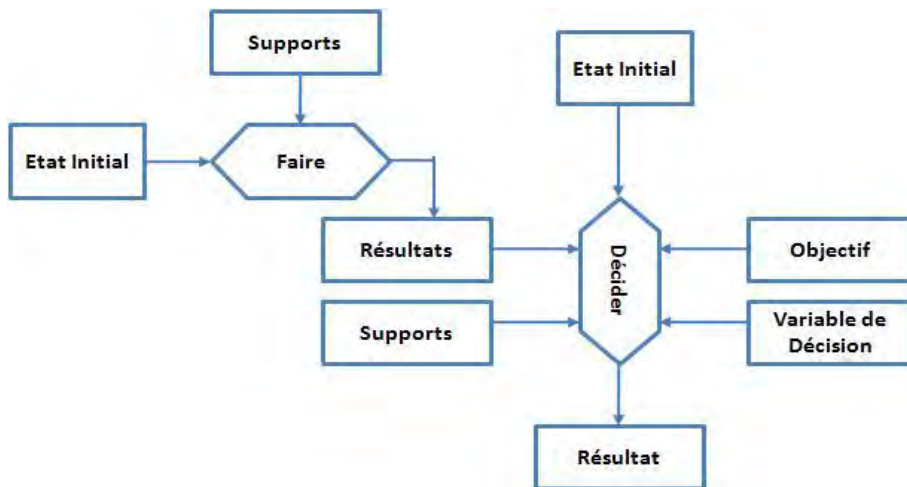 Supports
Etat Initial
Etat Initial
Faire
Résultats
Décider
Objectif
Supports
Variable de
Décision
Résultat